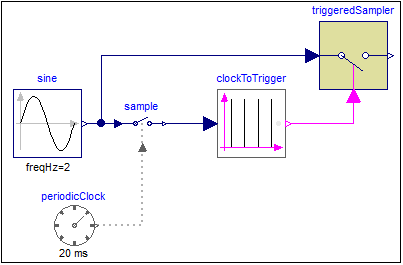 triggeredSampler
sine
sample
clockToTrigger
freqHz=2
periodicClock
20 ms